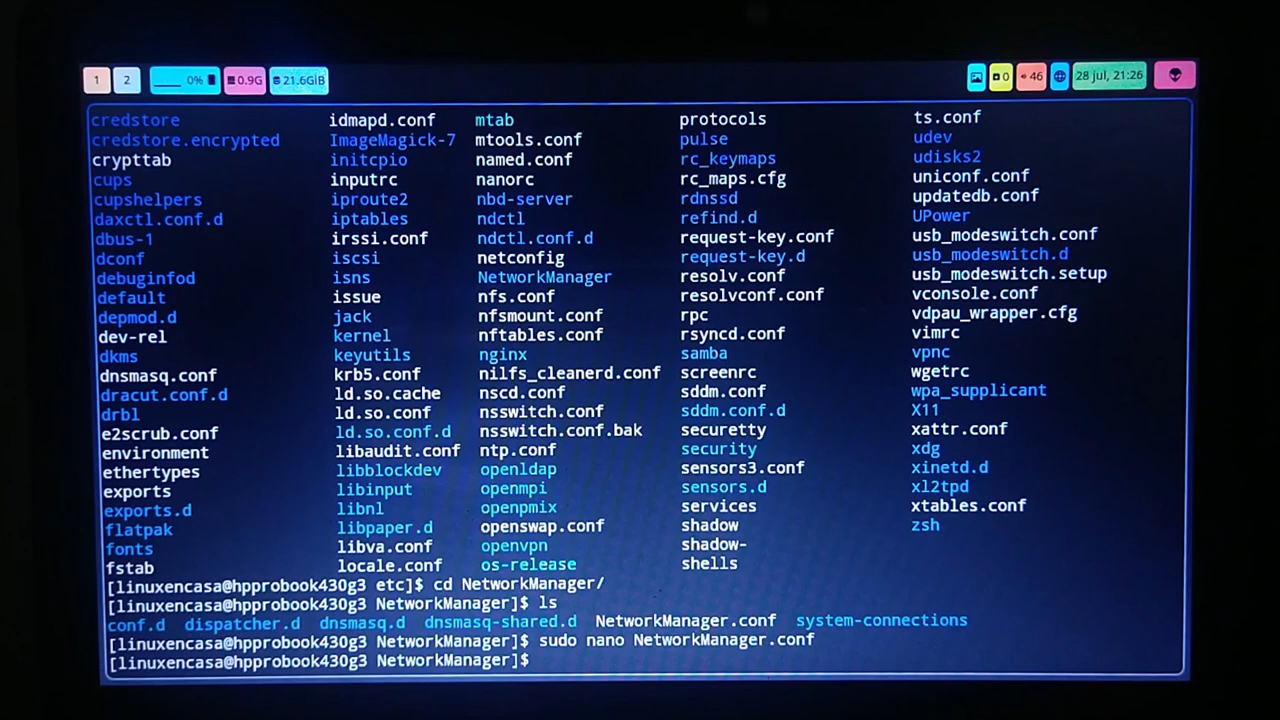 1 2 0% 0.9G 21.6GiB 0 46 28 jul, 21:26
credstore idmapd.conf mtab protocols ts.conf
credstore.encrypted ImageMagick-7 mtools.conf pulse udev
crypttab initcpio named.conf rc_keymaps udisks2
cups inputrc nanorc rc_maps.cfg uniconf.conf
cupshelpers iproute2 nbd-server rdnssd updatedb.conf
daxctl.conf.d iptables ndctl refind.d UPower
dbus-1 irssi.conf ndctl.conf.d request-key.conf usb_modeswitch.conf
dconf iscsi netconfig request-key.d usb_modeswitch.d
debuginfod isns NetworkManager resolv.conf usb_modeswitch.setup
default issue nfs.conf resolvconf.conf vconsole.conf
depmod.d jack nfsmount.conf rpc vdpau_wrapper.cfg
dev-rel kernel nftables.conf rsyncd.conf vimrc
dkms keyutils nginx samba vpnc
dnsmasq.conf krb5.conf nilfs_cleanerd.conf screenrc wgetrc
dracut.conf.d ld.so.cache nscd.conf sddm.conf wpa_supplicant
drbl ld.so.conf nsswitch.conf sddm.conf.d X11
e2scrub.conf ld.so.conf.d nsswitch.conf.bak securetty xattr.conf
environment libaudit.conf ntp.conf security xdg
ethertypes libblockdev openldap sensors3.conf xinetd.d
exports libinput openmpi sensors.d xl2tpd
exports.d libnl openpmix services xtables.conf
flatpak libpaper.d openswap.conf shadow zsh
fonts libva.conf openvpn shadow-
fstab locale.conf os-release shells
[linuxencasa@hpprobook430g3 etc]$ cd NetworkManager/
[linuxencasa@hpprobook430g3 NetworkManager]$ ls
conf.d dispatcher.d dnsmasq.d dnsmasq-shared.d NetworkManager.conf system-connections
[linuxencasa@hpprobook430g3 NetworkManager]$ sudo nano NetworkManager.conf
[linuxencasa@hpprobook430g3 NetworkManager]$